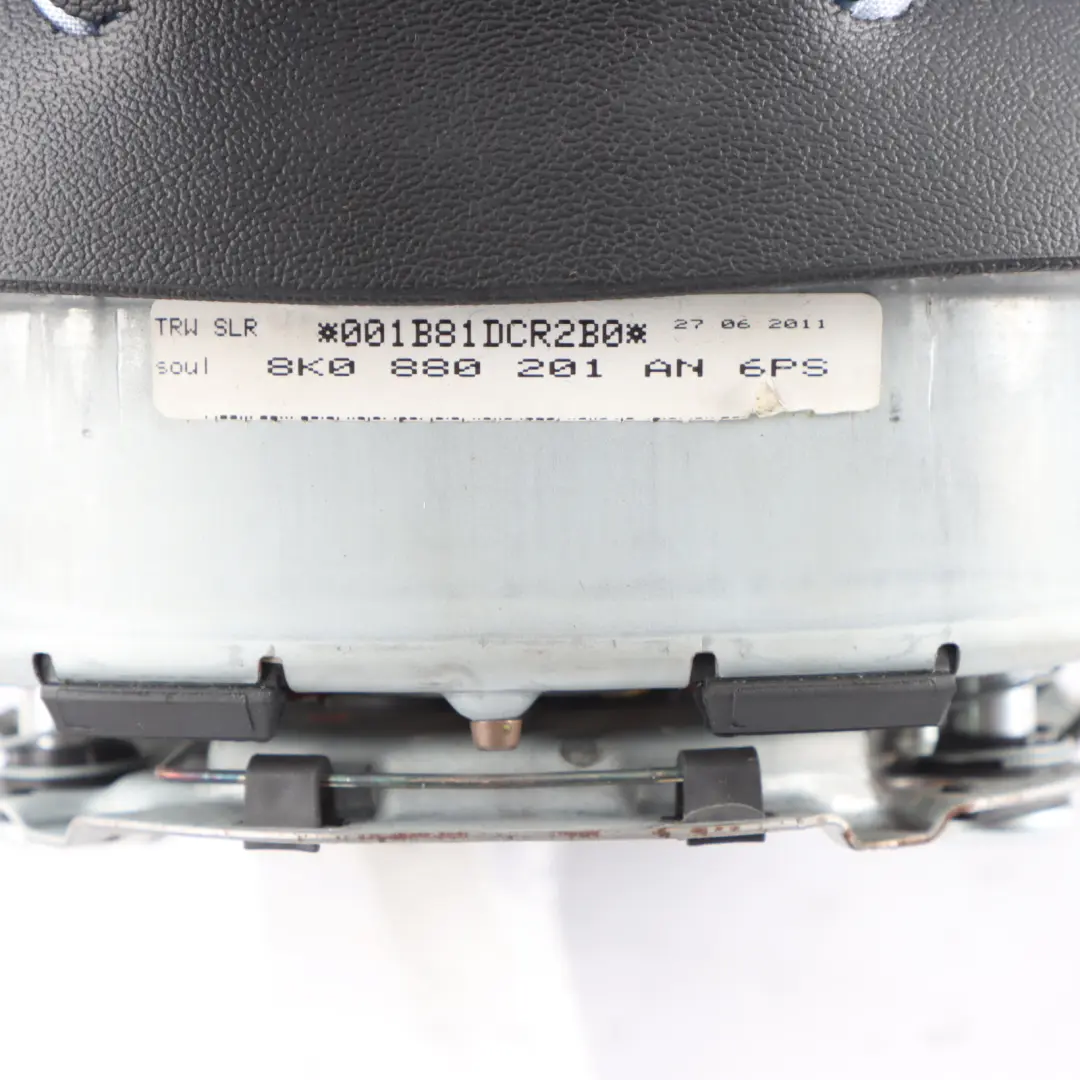 TRW SLR *001B81DCR2B0* 27 06 2011
soul 8K0 880 201 AN 6PS